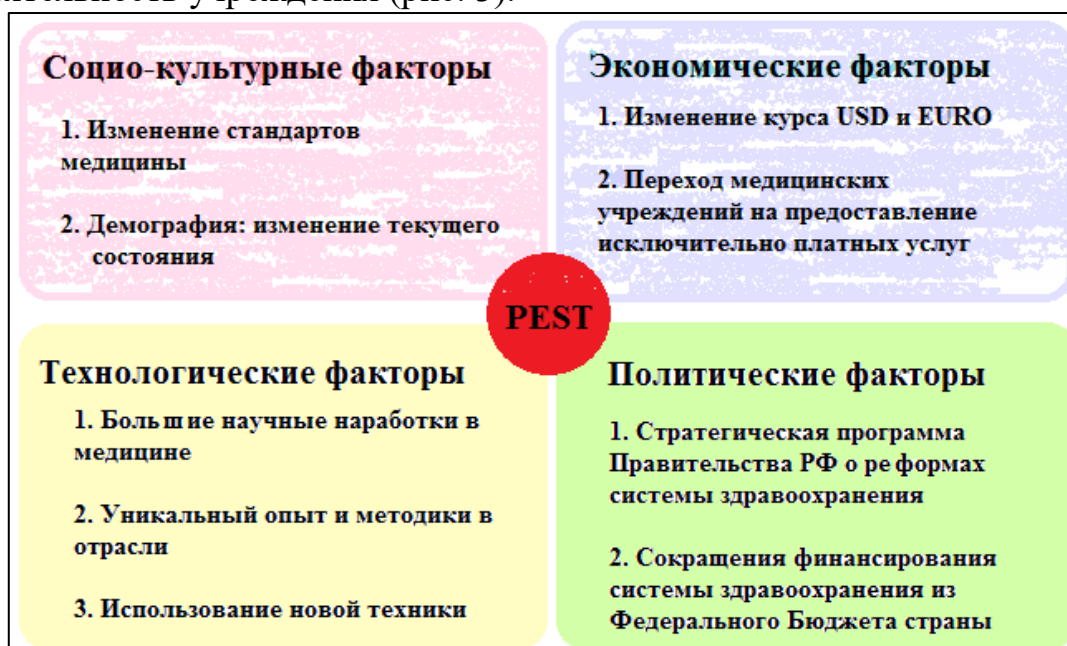 учреждения (рис. 3).
Социо-культурные факторы
1. Изменение стандартов
медицины
2. Демография: изменение текущего
состояния
Экономические факторы
1. Изменение курса USD и EURO
2. Переход медицинских
учреждений на предоставление
исключительно платных услуг
PEST
Технологические факторы
1. Большие научные наработки в
медицине
2. Уникальный опыт и методики в
отрасли
3. Использование новой техники
Политические факторы
1. Стратегическая программа
Правительства РФ о реформах
системы здравоохранения
2. Сокращения финансирования
системы здравоохранения из
Федерального Бюджета страны